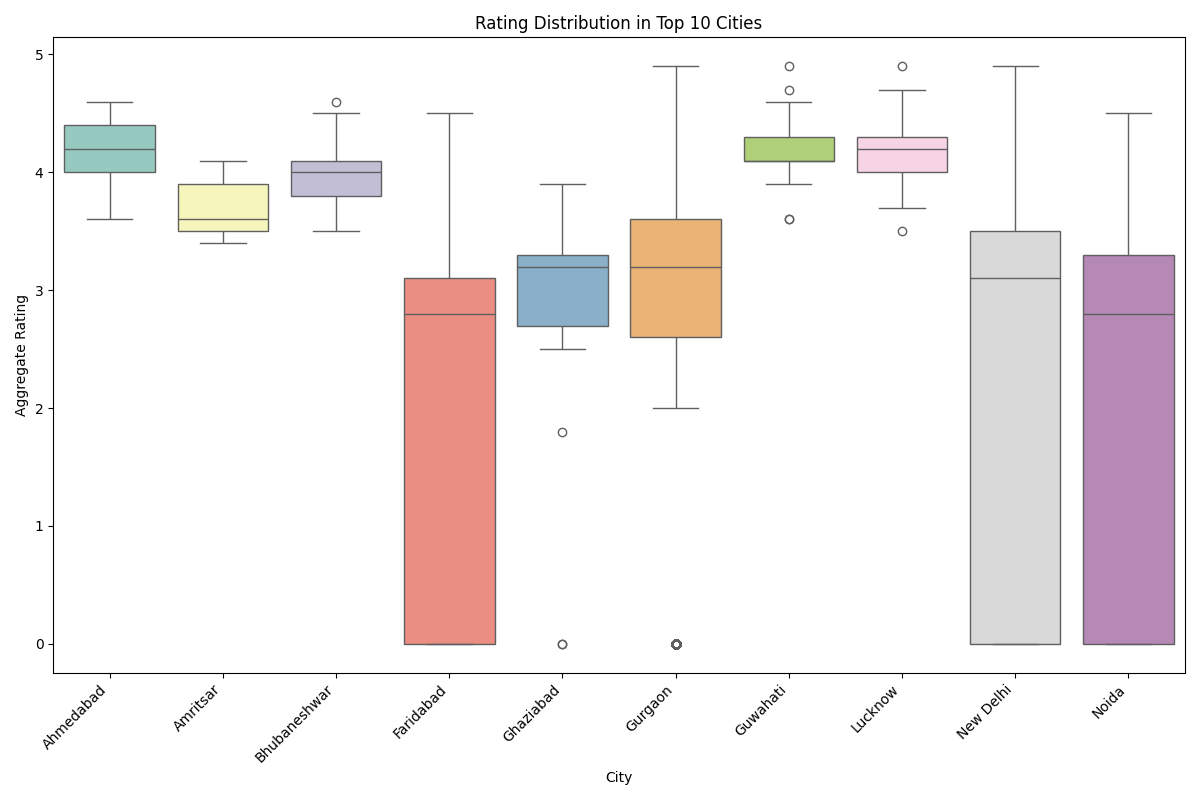 Rating Distribution in Top 10 Cities
Aggregate Rating
5
4
3
2
1
0
Ahmedabad
Amritsar
Bhubaneshwar
Faridabad
Ghaziabad
Gurgaon
Guwahati
Lucknow
New Delhi
Noida
City